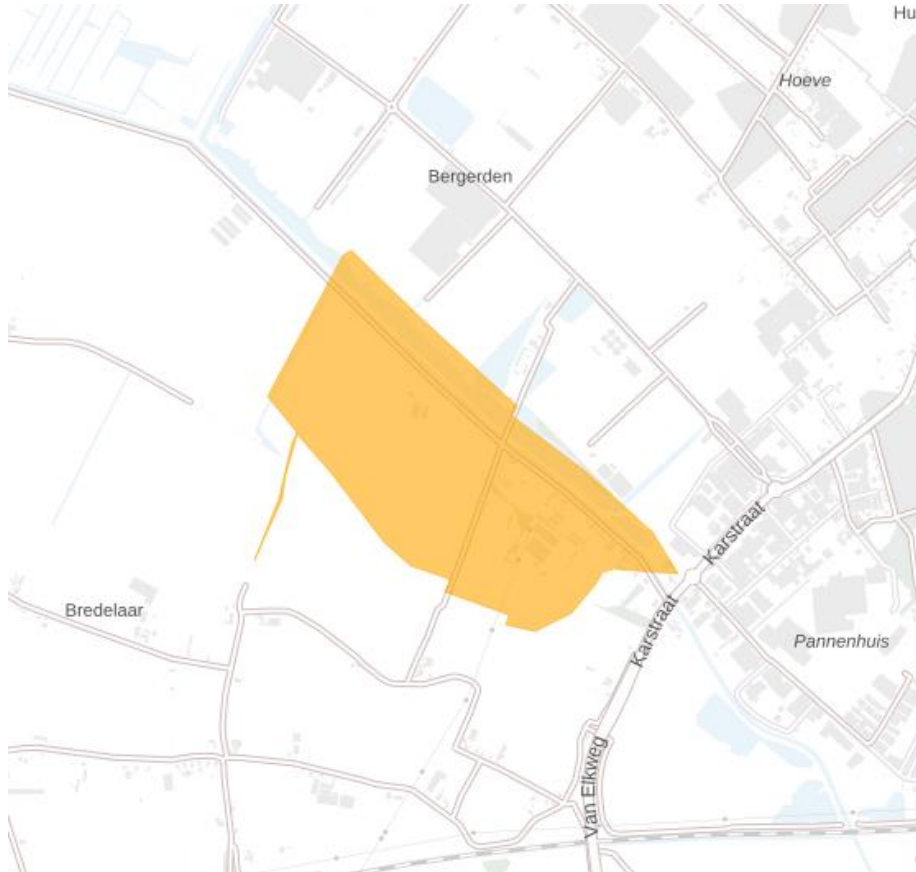 Hu
Hoeve
Bergerden
Karstraat
Bredelaar
Karstraat
Pannenhuis
Van Elkweg